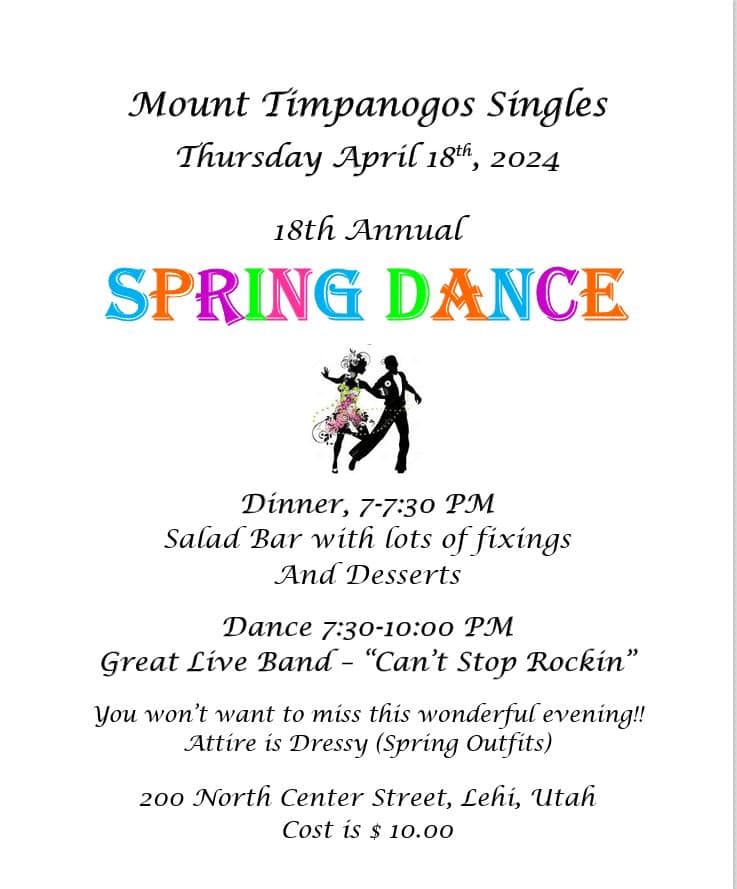 Mount Timpanogos Singles
Thursday April 18th, 2024
18th Annual
SPRING DANCE
Dinner, 7-7:30 PM
Salad Bar with lots of fixings
And Desserts
Dance 7:30-10:00 PM
Great Live Band – “Can’t Stop Rockin”
You won’t want to miss this wonderful evening!!
Attire is Dressy (Spring Outfits)
200 North Center Street, Lehi, Utah
Cost is $ 10.00